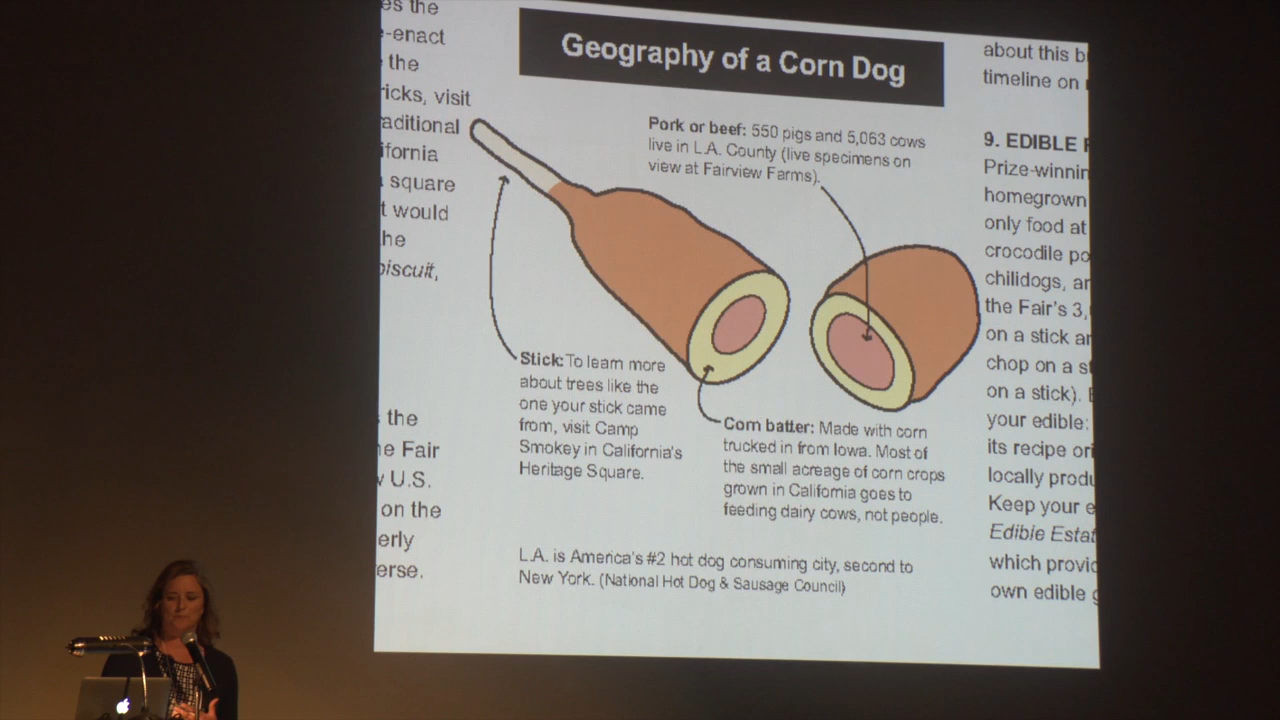 es the
-enact
the
ricks, visit
aditional
ifornia
square
t would
he
biscuit,
the
e Fair
U.S.
on the
erly
erse.
Geography of a Corn Dog
Pork or beef: 550 pigs and 5,063 cows
live in L.A. County (live specimens on
view at Fairview Farms).
Stick: To learn more
about trees like the
one your stick came
from, visit Camp
Smokey in California's
Heritage Square.
Corn batter: Made with corn
trucked in from Iowa. Most of
the small acreage of corn crops
grown in California goes to
feeding dairy cows, not people.
L.A. is America's #2 hot dog consuming city, second to
New York. (National Hot Dog & Sausage Council)
about this b
timeline on
9. EDIBLE
Prize-winnin
homegrown
only food at
crocodile po
chilidogs, ar
the Fair's 3,
on a stick ar
chop on a st
on a stick).
your edible:
its recipe ori
locally produ
Keep your e
Edible Estat
which provid
own edible g